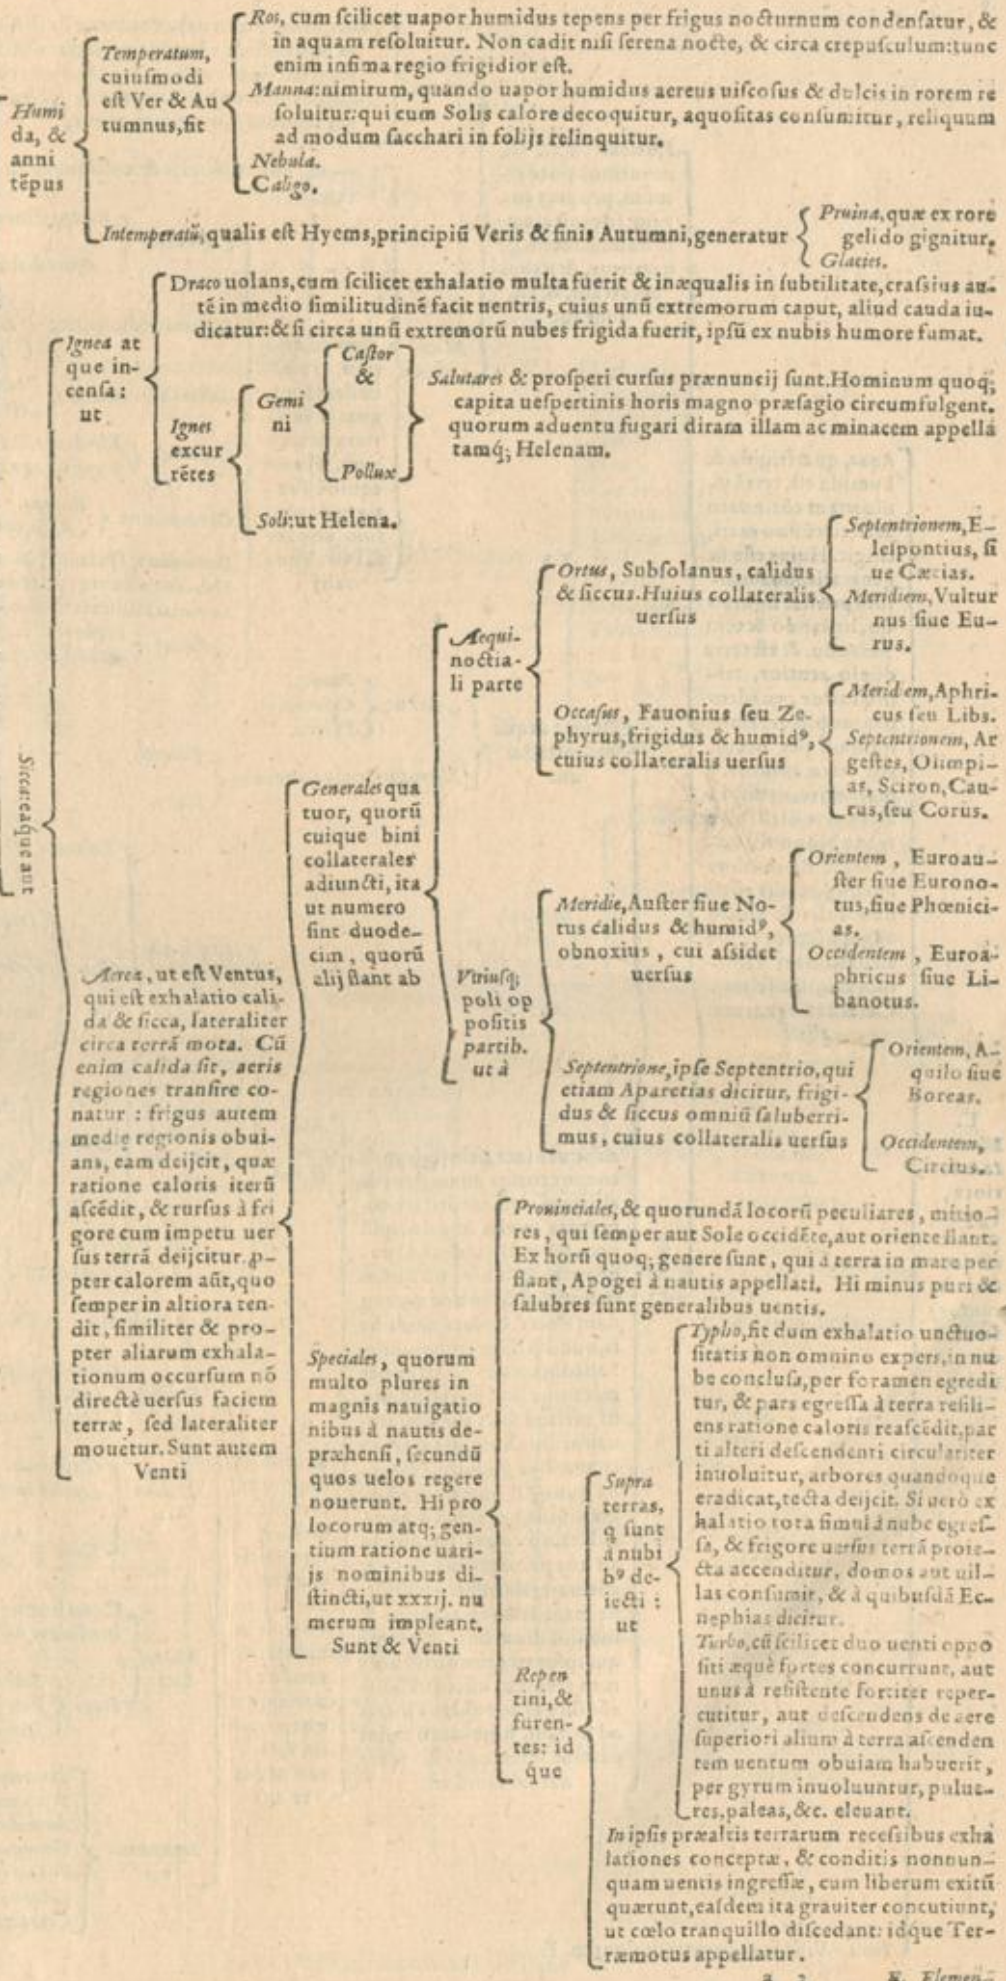 Humi
da, &
anni
tẽpus
Temperatum,
cuiuſmodi
eſt Ver & Au
tumnus, fit
Ros, cum ſcilicet uapor humidus tepens per frigus nocturnum condenſatur, &
in aquam reſoluitur. Non cadit niſi ſerena nocte, & circa crepuſculum: tunc
enim infima regio frigidior eſt.
Manna: nimirum, quando uapor humidus aereus uiſcoſus & dulcis in rorem re
ſoluitur: qui cum Solis calore decoquitur, aquoſitas conſumitur, reliquum
ad modum ſacchari in folijs relinquitur.
Nebula.
Caligo.
Intemperatũ, qualis eſt Hyems, principiũ Veris & finis Autumni, generatur
Pruina, quæ ex rore
gelido gignitur.
Glacies.
Sicca: eaq́ue aut
Ignea at
que in-
cenſa:
ut
Draco uolans, cum ſcilicet exhalatio multa fuerit & inæqualis in ſubtilitate, craſsius au-
tẽ in medio ſimilitudinẽ facit uentris, cuius unũ extremorum caput, aliud cauda iu-
dicatur: & ſi circa unũ extremorũ nubes frigida fuerit, ipſũ ex nubis humore fumat.
Ignes
excur
rẽtes
Gemi
ni
Caſtor
&
Pollux
Salutares & proſperi curſus prænuncij ſunt. Hominum quoq;
capita ueſpertinis horis magno præſagio circumfulgent.
quorum aduentu fugari diram illam ac minacem appellã
tamq́; Helenam.
Soli: ut Helena.
Aerea, ut eſt Ventus,
qui eſt exhalatio cali-
da & ſicca, lateraliter
circa terrã mota. Cũ
enim calida ſit, aeris
regiones tranſire co-
natur: frigus autem
mediæ regionis obui-
ans, eam deijcit, quæ
ratione caloris iterũ
aſcẽdit, & rurſus à fri
gore cum impetu uer
ſus terrã deijcitur. ꝓ-
pter calorem aũt, quo
ſemper in altiora ten-
dit, ſimiliter & pro-
pter aliarum exhala-
tionum occurſum nõ
directè uerſus faciem
terræ, ſed lateraliter
mouetur. Sunt autem
Venti
Generales qua
tuor, quorũ
cuique bini
collaterales
adiuncti, ita
ut numero
ſint duode-
cim, quorũ
alij flant ab
Aequi-
noctia-
li parte
Ortus, Subſolanus, calidus
& ſiccus. Huius collateralis
uerſus
Septentrionem, E-
leſpontius, ſi
ue Cæcias.
Meridiem, Vultur
nus ſiue Eu-
rus.
Occaſus, Fauonius ſeu Ze-
phyrus, frigidus & humidꝰ,
cuius collateralis uerſus
Meridiem, Aphri-
cus ſeu Libs.
Septentrionem, Ar
geſtes, Olimpi-
as, Sciron, Cau-
rus, ſeu Corus.
Vtriuſq;
poli op
poſitis
partib.
ut à
Meridie, Auſter ſiue No-
tus calidus & humidꝰ,
obnoxius, cui aſsidet
uerſus
Orientem, Euroau-
ſter ſiue Eurono-
tus, ſiue Phœnici-
as.
Occidentem, Euroa-
phricus ſiue Li-
banotus.
Septentrione, ipſe Septentrio, qui
etiam Aparctias dicitur, frigi-
dus & ſiccus omniũ ſaluberri-
mus, cuius collateralis uerſus
Orientem, A-
quilo ſiue
Boreas.
Occidentem,
Circius.
Speciales, quorum
multo plures in
magnis nauigatio
nibus à nautis de-
præhenſi, ſecundũ
quos uelos regere
nouerunt. Hi pro
locorum atq; gen-
tium ratione uari-
js nominibus di-
ſtincti, ut xxxij. nu
merum impleant.
Sunt & Venti
Prouinciales, & quorundã locorũ peculiares, mitio-
res, qui ſemper aut Sole occidẽte, aut oriente flant.
Ex horũ quoq; genere ſunt, qui à terra in mare per
flant, Apogei à nautis appellati. Hi minus puri &
ſalubres ſunt generalibus uentis.
Repen
tini, &
furen-
tes: id
que
Supra
terras,
q ſunt
à nubi
bꝰ de-
iecti:
ut
Typho, fit dum exhalatio unctuo-
ſitatis non omnino expers, in nu
be concluſa, per foramen egredi
tur, & pars egreſſa à terra reſili-
ens ratione caloris reaſcẽdit, par
ti alteri deſcendenti circulariter
inuoluitur, arbores quandoque
eradicat, tecta deijcit. Si uerò ex
halatio tota ſimul à nube egreſ-
ſa, & frigore uerſus terrã proie-
cta accenditur, domos aut uil-
las conſumit, & à quibuſdã Ec-
nephias dicitur.
Turbo, cũ ſcilicet duo uenti oppo
ſiti æquè fortes concurrunt, aut
unus à reſiſtente fortiter reper-
cutitur, aut deſcendens de aere
ſuperiori alium à terra aſcenden
tem uentum obuiam habuerit,
per gyrum inuoluuntur, pulue-
res, paleas, &c. eleuant.
In ipſis præaltis terrarum receſsibus exha
lationes conceptæ, & conditis nonnun-
quam uentis ingreſſæ, cum liberum exitũ
quærunt, eaſdem ita grauiter concutiunt,
ut cœlo tranquillo diſcedant: idque Ter-
ræmotus appellatur.
a 2 E Elemen-